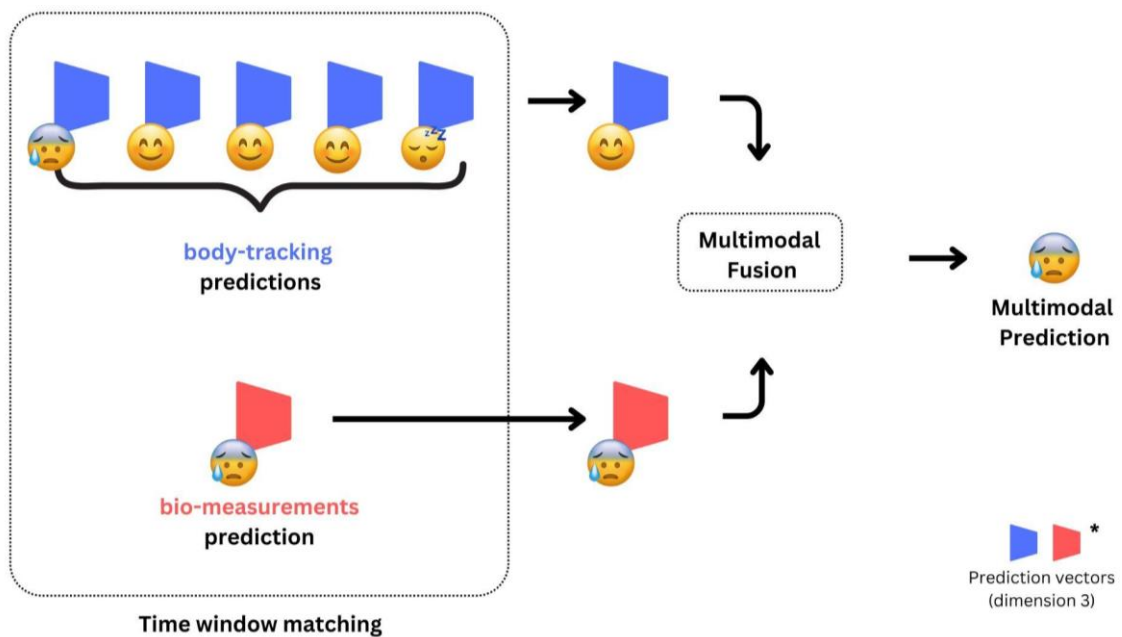 body-tracking
predictions
Multimodal
Fusion
Multimodal
Prediction
bio-measurements
prediction
*
Prediction vectors
(dimension 3)
Time window matching